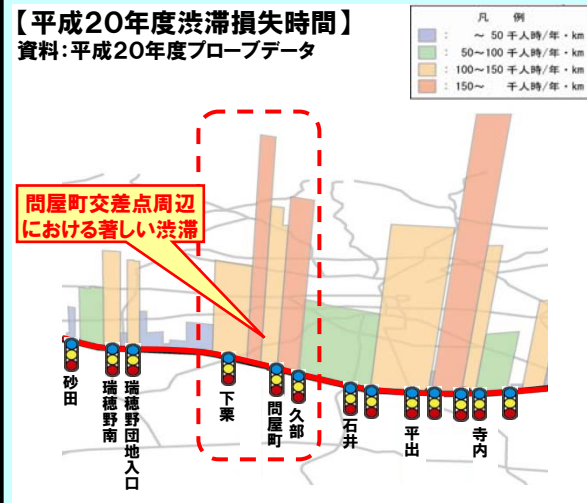 【平成20年度渋滞損失時間】
資料:平成20年度プローブデータ
凡 例
: ~ 50 千人時/年・km
: 50~100 千人時/年・km
: 100~150 千人時/年・km
: 150~ 千人時/年・km
問屋町交差点周辺
における著しい渋滞
砂田
瑞穂野南
瑞穂野団地入口
下栗
問屋町
久部
石井
平出
寺内